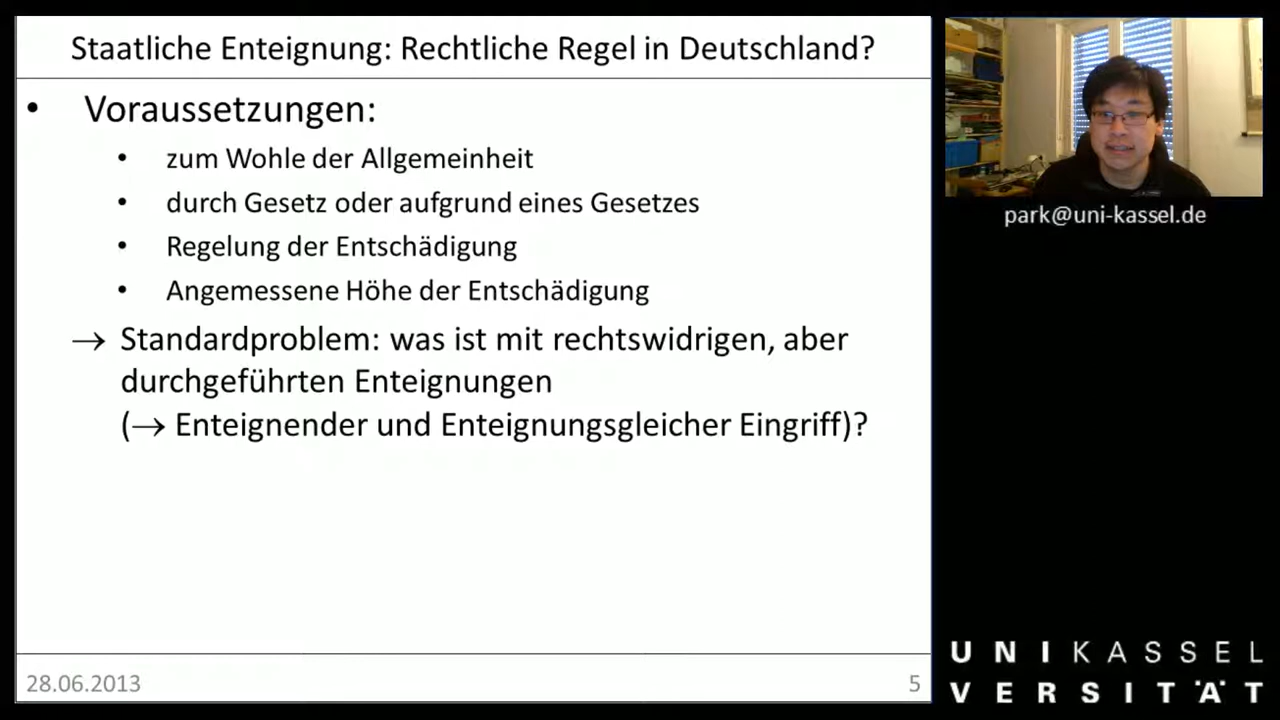 Staatliche Enteignung: Rechtliche Regel in Deutschland?
• Voraussetzungen:
• zum Wohle der Allgemeinheit
• durch Gesetz oder aufgrund eines Gesetzes
• Regelung der Entschädigung
• Angemessene Höhe der Entschädigung
→ Standardproblem: was ist mit rechtswidrigen, aber
durchgeführten Enteignungen
(→ Enteignender und Enteignungsgleicher Eingriff)?
28.06.2013
5
park@uni-kassel.de
UNIKASSEL
VERSITÄT